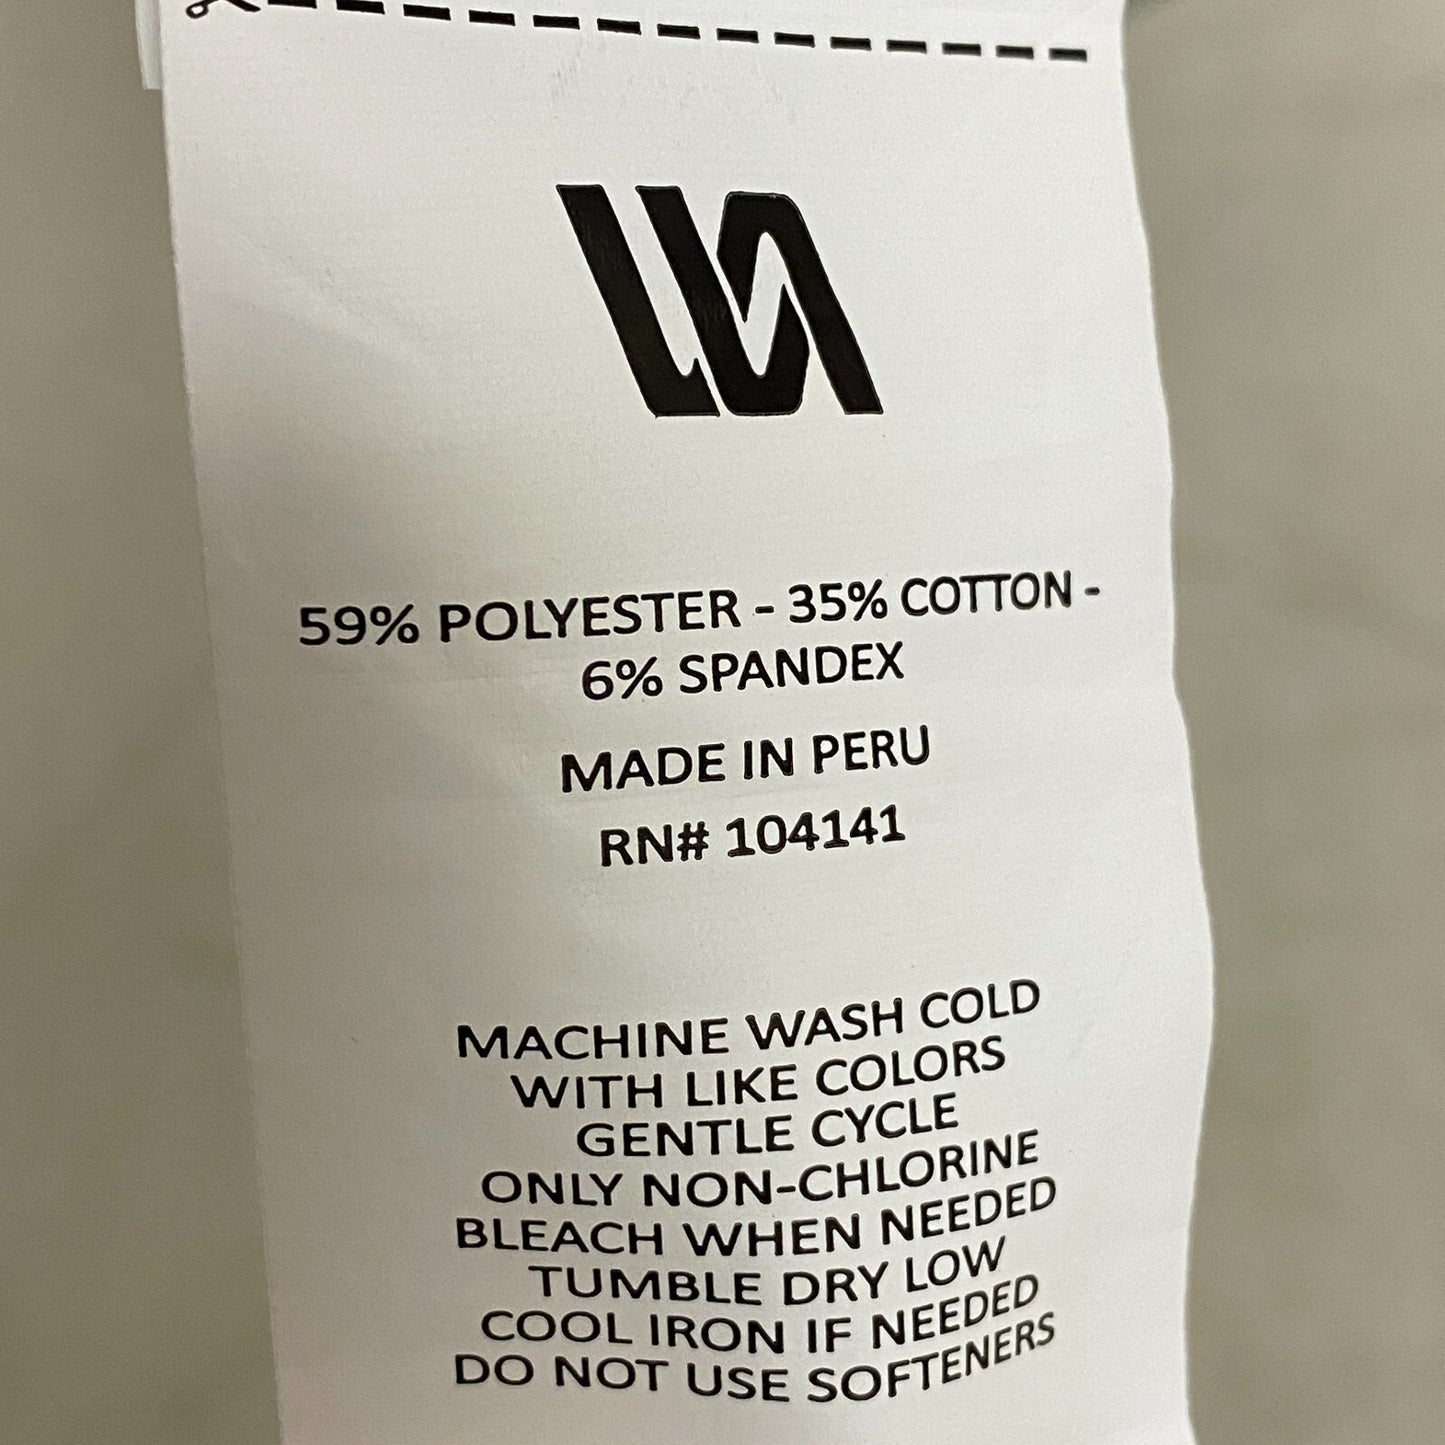 59% POLYESTER - 35% COTTON -
6% SPANDEX
MADE IN PERU
RN# 104141
MACHINE WASH COLD
WITH LIKE COLORS
GENTLE CYCLE
ONLY NON-CHLORINE
BLEACH WHEN NEEDED
TUMBLE DRY LOW
COOL IRON IF NEEDED
DO NOT USE SOFTENERS